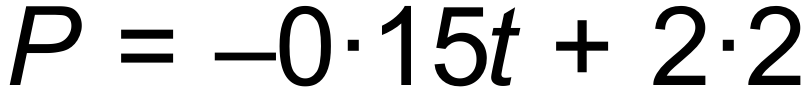 P = –0·15t + 2·2